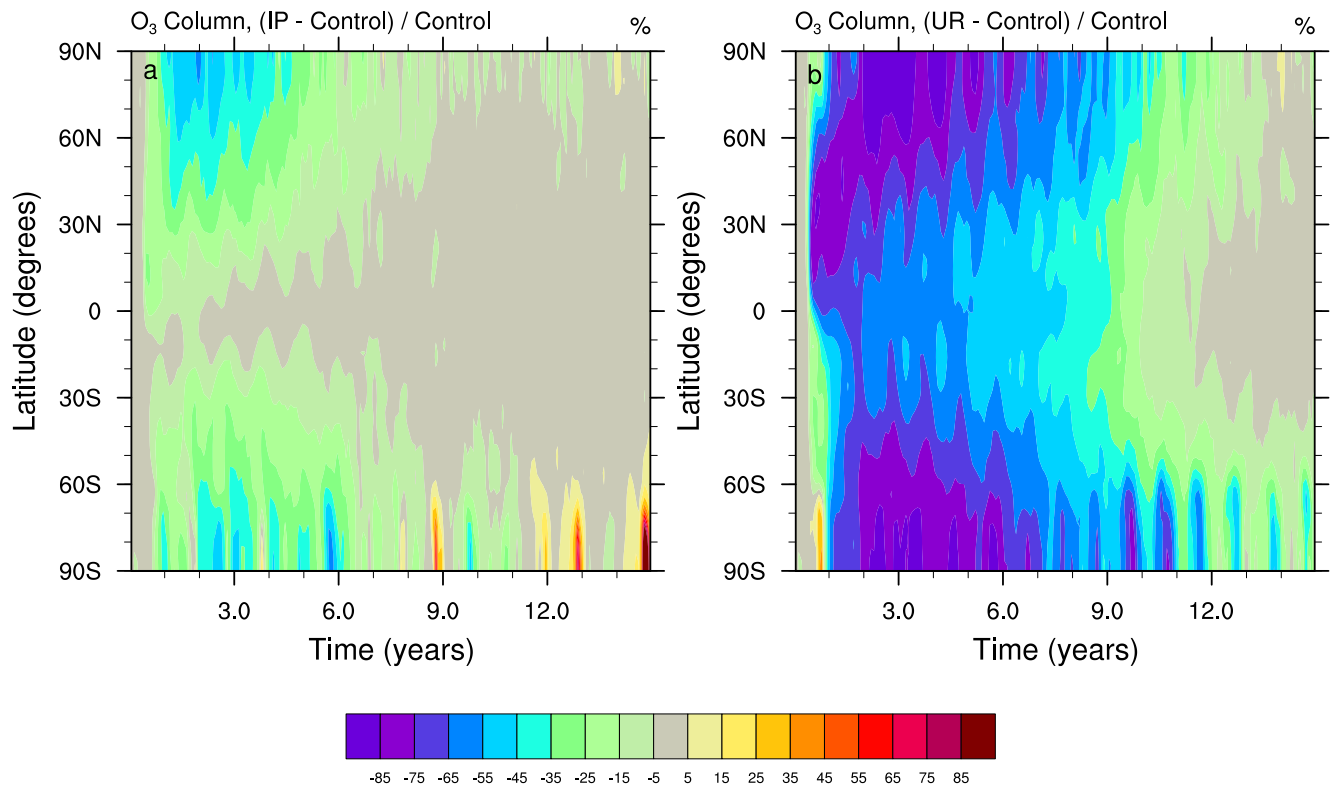 O₃ Column, (IP - Control) / Control %
O₃ Column, (UR - Control) / Control %
a
b
90N
60N
30N
0
30S
60S
90S
Latitude (degrees)
3.0 6.0 9.0 12.0
Time (years)
90N
60N
30N
0
30S
60S
90S
Latitude (degrees)
3.0 6.0 9.0 12.0
Time (years)
-85 -75 -65 -55 -45 -35 -25 -15 -5 5 15 25 35 45 55 65 75 85